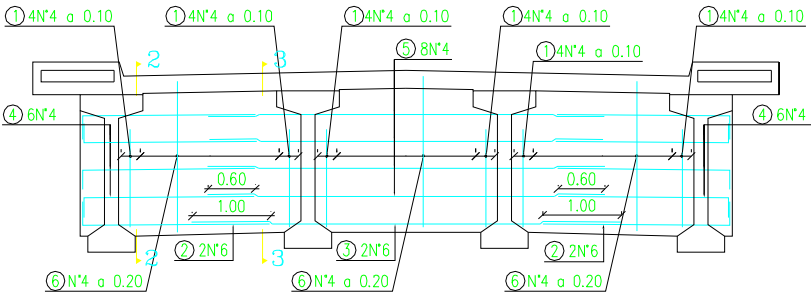 ① 4N°4 a 0.10 ① 4N°4 a 0.10 ① 4N°4 a 0.10 ① 4N°4 a 0.10 ① 4N°4 a 0.10
⑤ 8N°4 ① 4N°4 a 0.10
2 3
④ 6N°4 ④ 6N°4
0.60 0.60
1.00 1.00
② 2N°6 ③ 2N°6 ② 2N°6
2 3
⑥ N°4 a 0.20 ⑥ N°4 a 0.20 ⑥ N°4 a 0.20